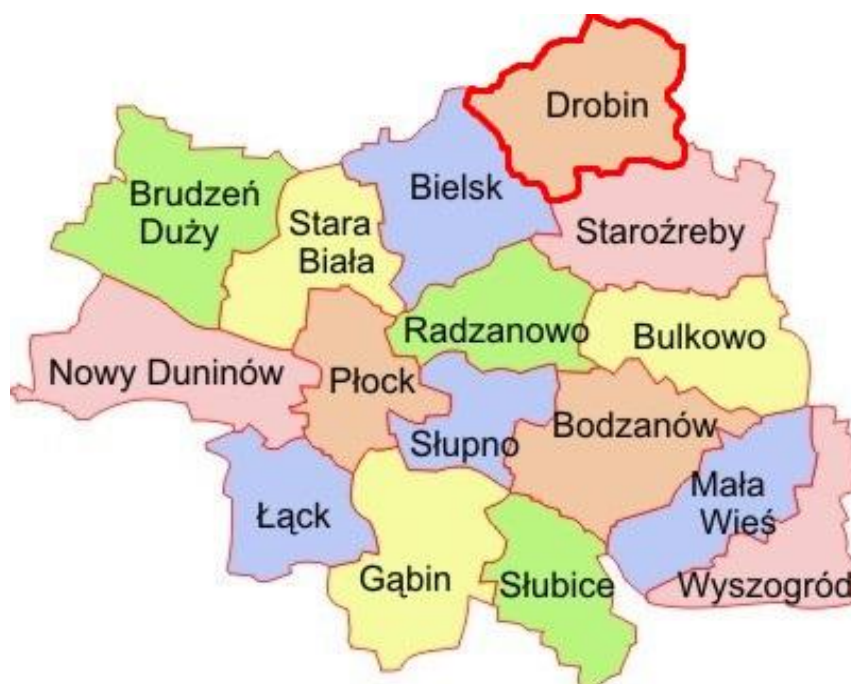 Drobin
Brudzeń
Duży
Bielsk
Stara
Biała
Staroźreby
Radzanowo
Bulkowo
Nowy Duninów
Płock
Słupno
Bodzanów
Mała
Wieś
Łąck
Gąbin
Słubice
Wyszogród